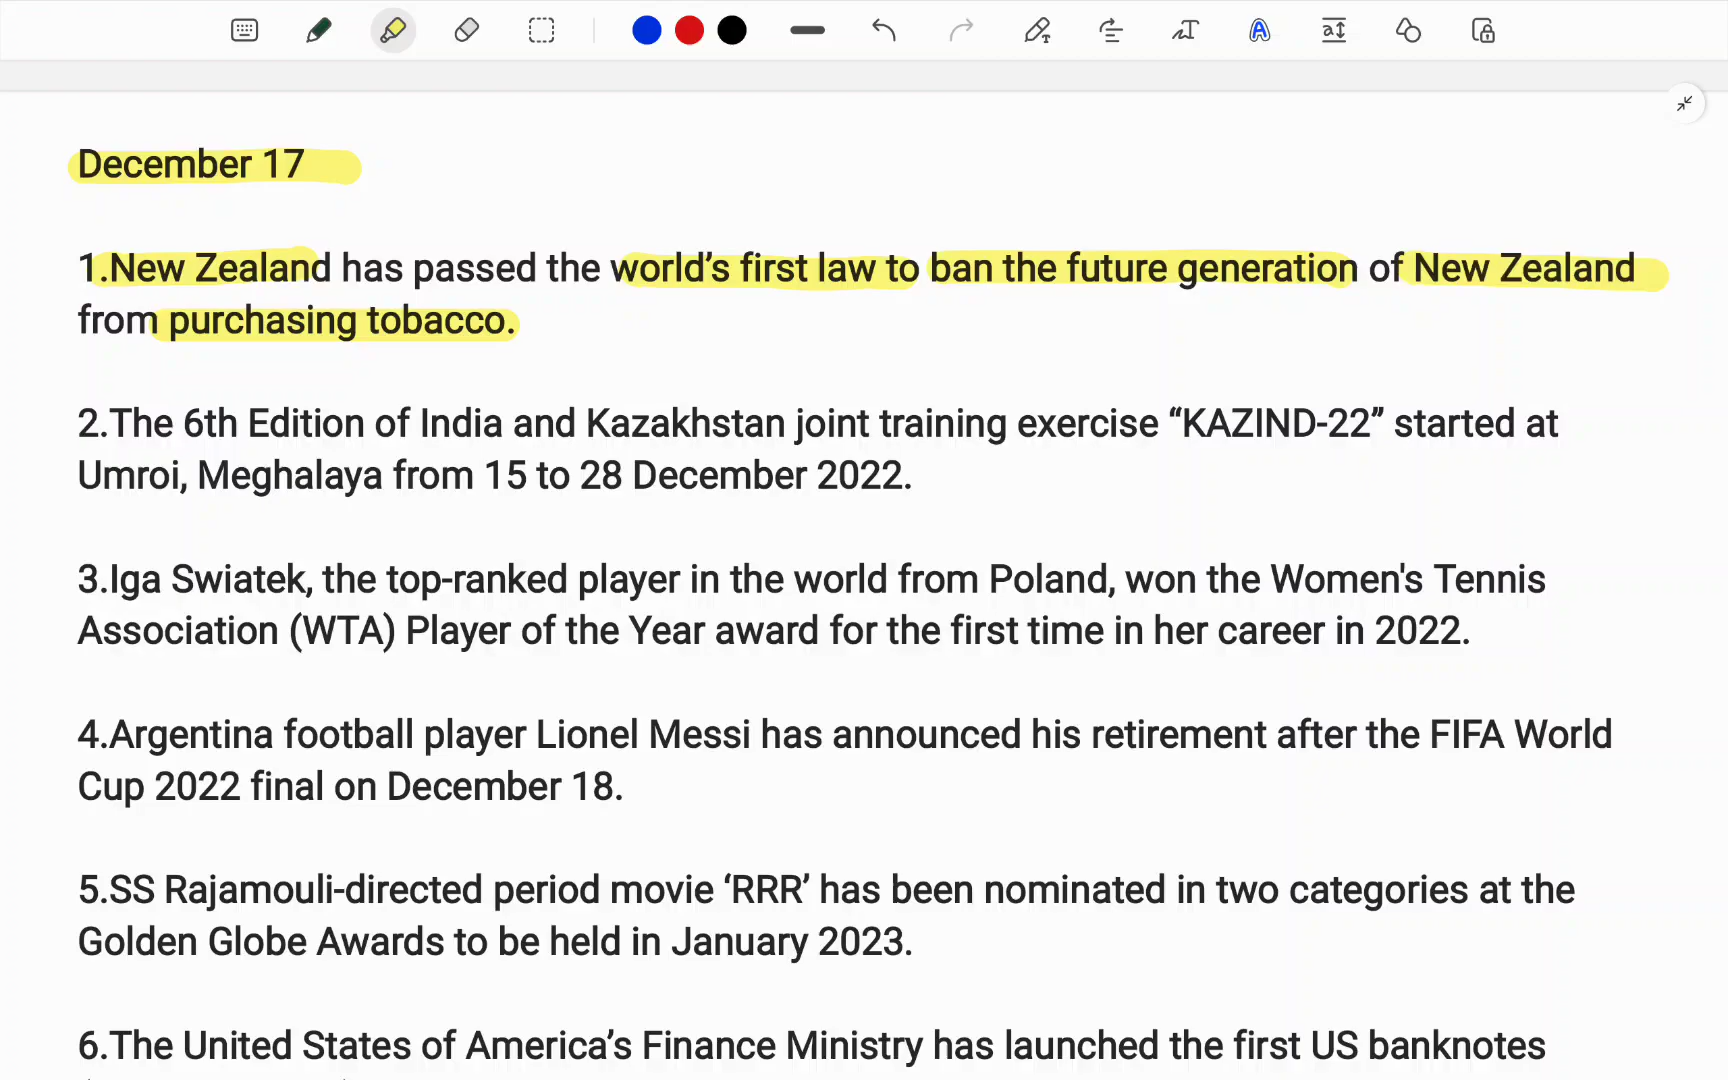 December 17
1.New Zealand has passed the world’s first law to ban the future generation of New Zealand
from purchasing tobacco.
2.The 6th Edition of India and Kazakhstan joint training exercise “KAZIND-22” started at
Umroi, Meghalaya from 15 to 28 December 2022.
3.Iga Swiatek, the top-ranked player in the world from Poland, won the Women's Tennis
Association (WTA) Player of the Year award for the first time in her career in 2022.
4.Argentina football player Lionel Messi has announced his retirement after the FIFA World
Cup 2022 final on December 18.
5.SS Rajamouli-directed period movie ‘RRR’ has been nominated in two categories at the
Golden Globe Awards to be held in January 2023.
6.The United States of America’s Finance Ministry has launched the first US banknotes